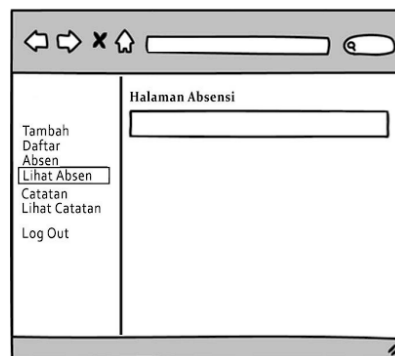 Halaman Absensi
Tambah
Daftar
Absen
Lihat Absen
Catatan
Lihat Catatan
Log Out